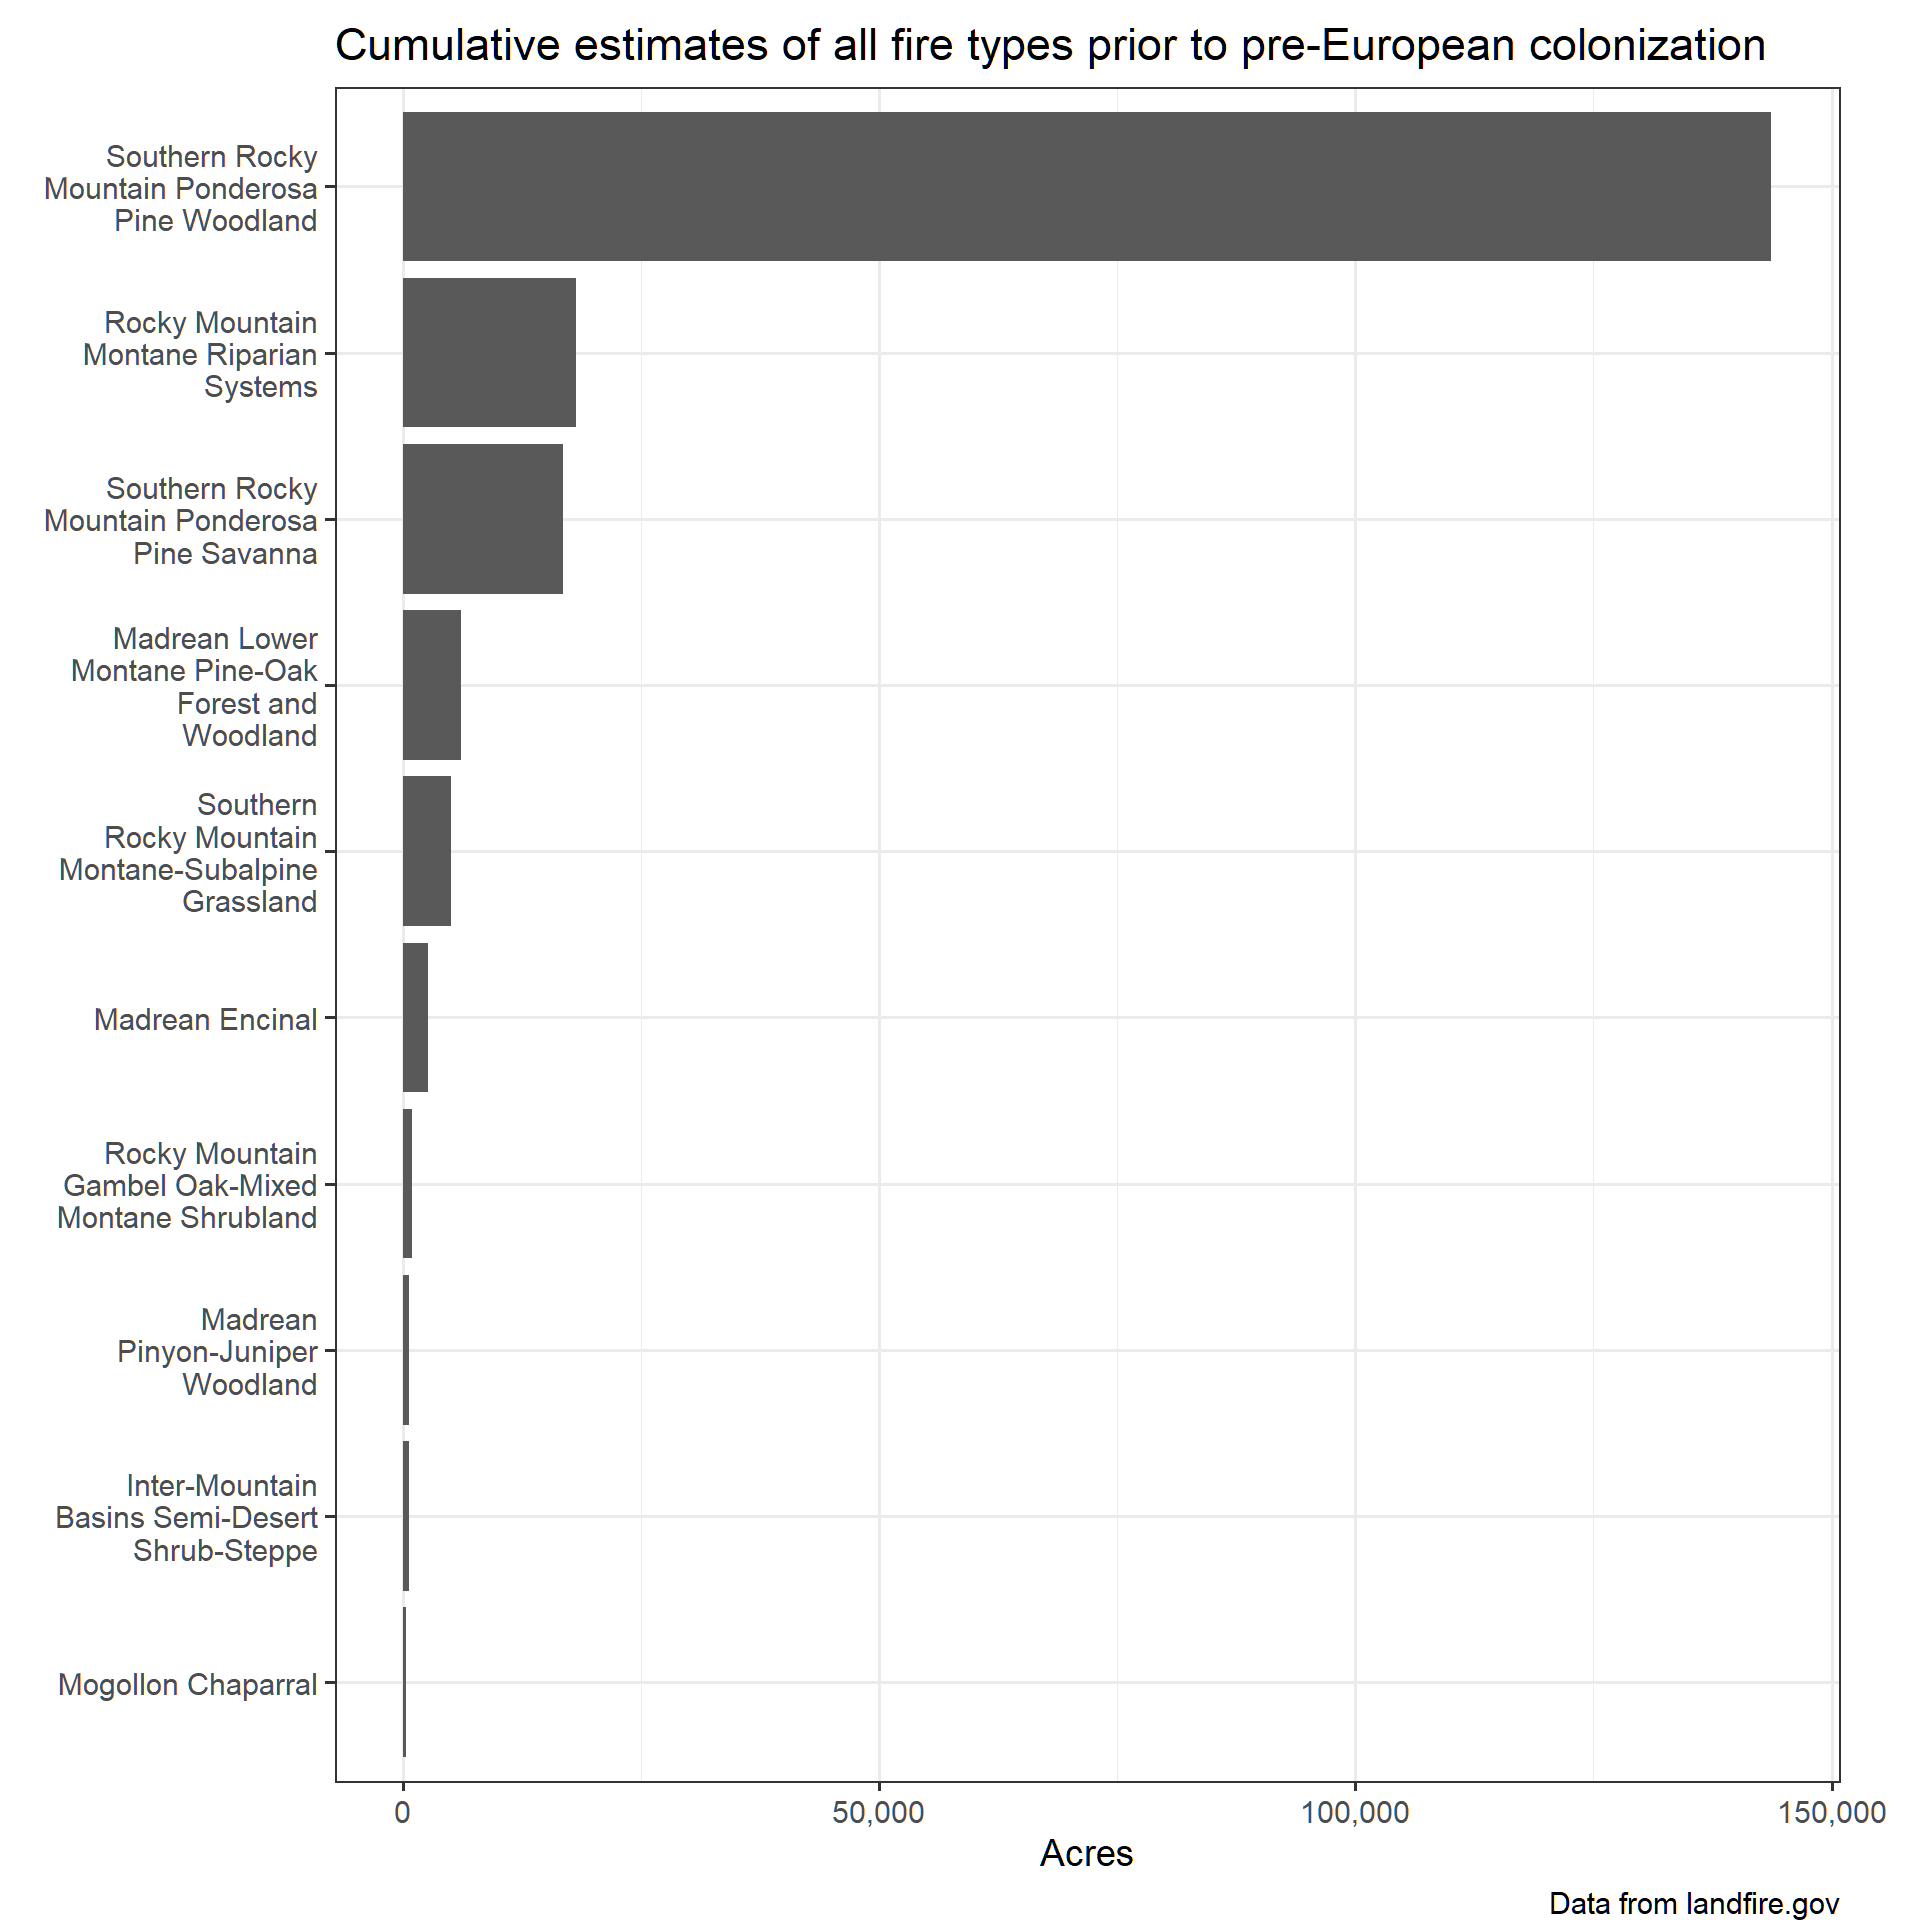 Cumulative estimates of all fire types prior to pre-European colonization
Southern Rocky
Mountain Ponderosa
Pine Woodland
Rocky Mountain
Montane Riparian
Systems
Southern Rocky
Mountain Ponderosa
Pine Savanna
Madrean Lower
Montane Pine-Oak
Forest and
Woodland
Southern
Rocky Mountain
Montane-Subalpine
Grassland
Madrean Encinal
Rocky Mountain
Gambel Oak-Mixed
Montane Shrubland
Madrean
Pinyon-Juniper
Woodland
Inter-Mountain
Basins Semi-Desert
Shrub-Steppe
Mogollon Chaparral
0 50,000 100,000 150,000
Acres
Data from landfire.gov